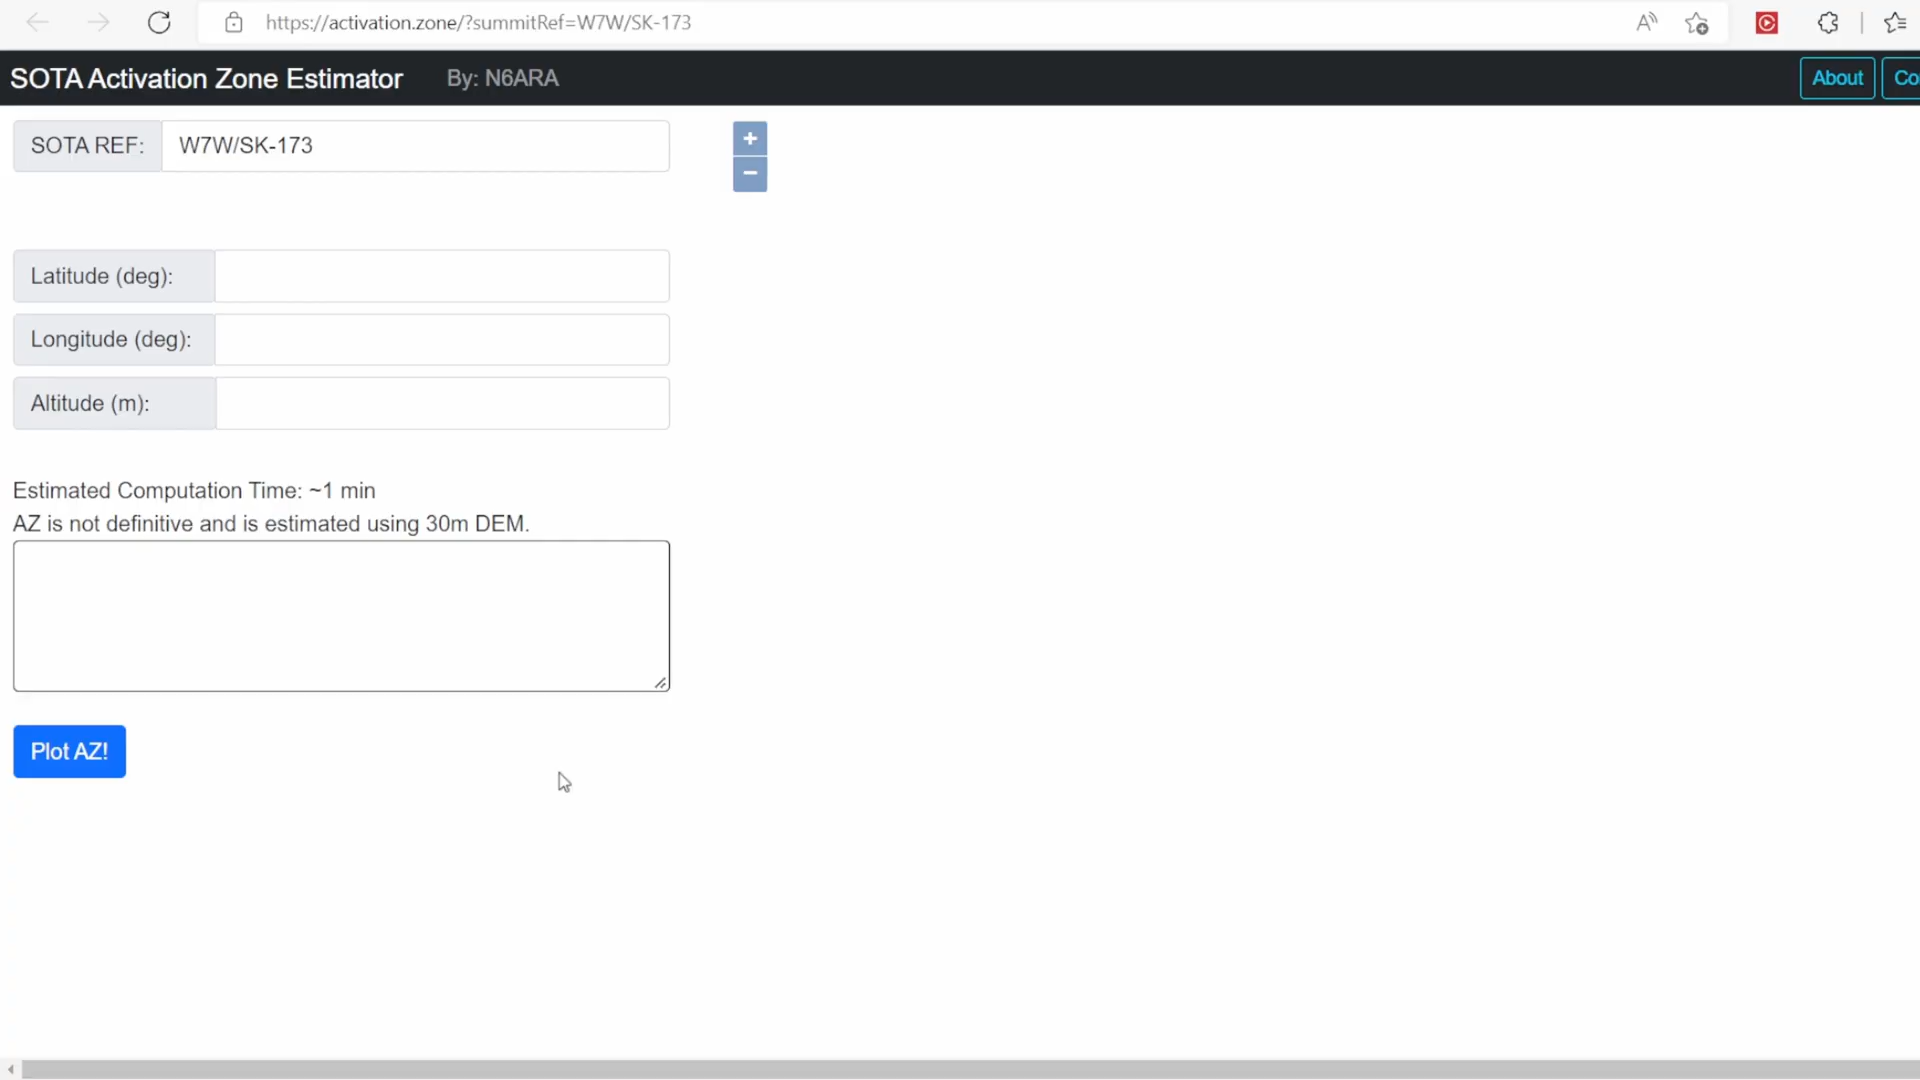 https://activation.zone/?summitRef=W7W/SK-173
SOTA Activation Zone Estimator By: N6ARA About Co
SOTA REF: W7W/SK-173
+
−
Latitude (deg):
Longitude (deg):
Altitude (m):
Estimated Computation Time: ~1 min
AZ is not definitive and is estimated using 30m DEM.
Plot AZ!